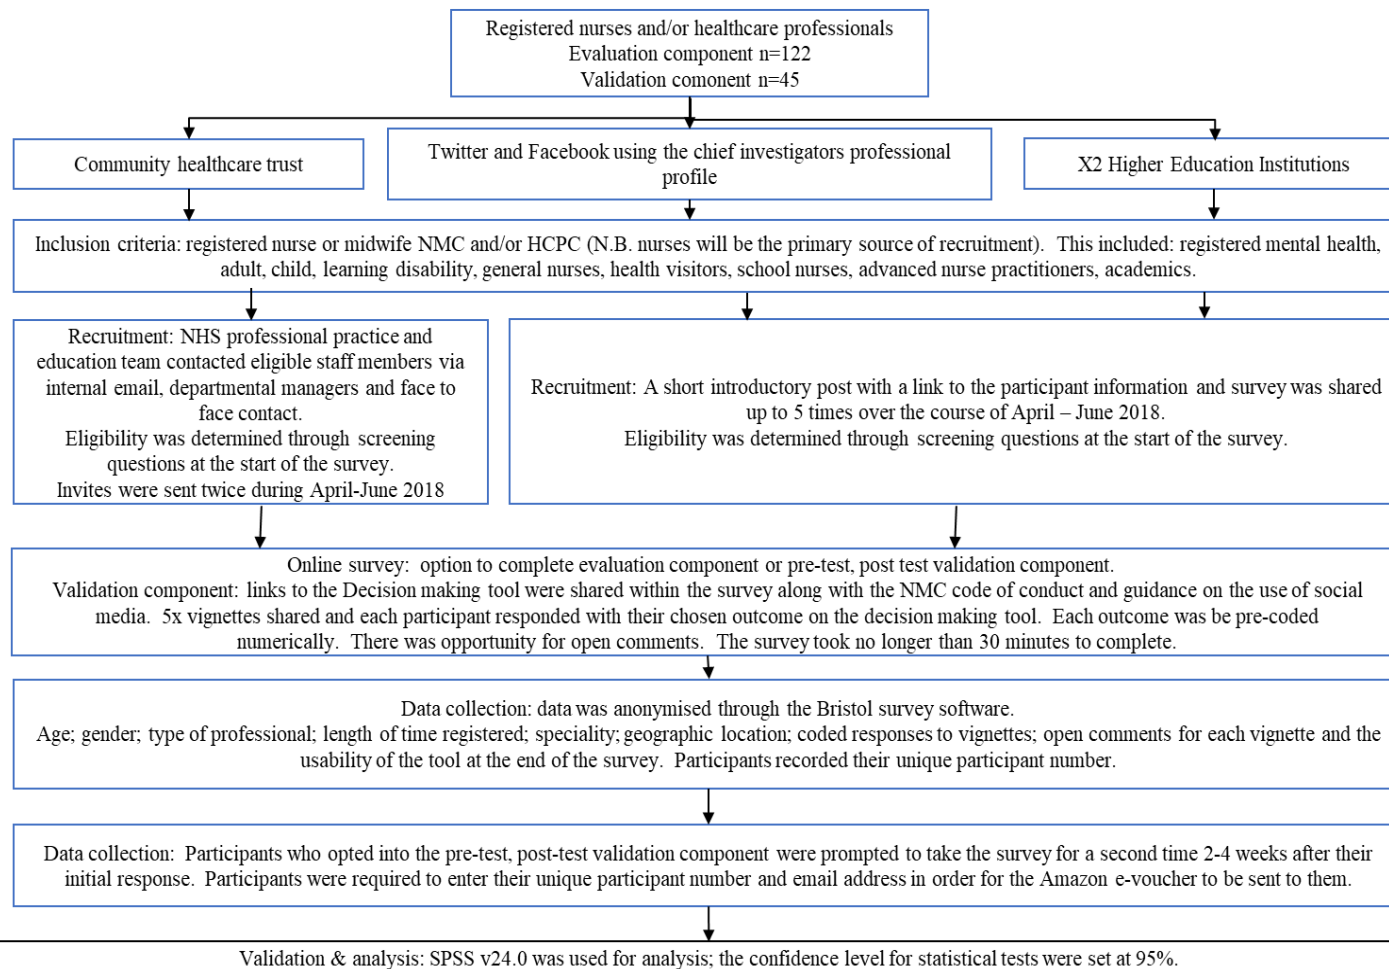 Registered nurses and/or healthcare professionals
Evaluation component n=122
Validation comonent n=45
Community healthcare trust
Twitter and Facebook using the chief investigators professional
profile
X2 Higher Education Institutions
Inclusion criteria: registered nurse or midwife NMC and/or HCPC (N.B. nurses will be the primary source of recruitment). This included: registered mental health,
adult, child, learning disability, general nurses, health visitors, school nurses, advanced nurse practitioners, academics.
Recruitment: NHS professional practice and
education team contacted eligible staff members via
internal email, departmental managers and face to
face contact.
Eligibility was determined through screening
questions at the start of the survey.
Invites were sent twice during April-June 2018
Recruitment: A short introductory post with a link to the participant information and survey was shared
up to 5 times over the course of April – June 2018.
Eligibility was determined through screening questions at the start of the survey.
Online survey: option to complete evaluation component or pre-test, post test validation component.
Validation component: links to the Decision making tool were shared within the survey along with the NMC code of conduct and guidance on the use of social
media. 5x vignettes shared and each participant responded with their chosen outcome on the decision making tool. Each outcome was be pre-coded
numerically. There was opportunity for open comments. The survey took no longer than 30 minutes to complete.
Data collection: data was anonymised through the Bristol survey software.
Age; gender; type of professional; length of time registered; speciality; geographic location; coded responses to vignettes; open comments for each vignette and the
usability of the tool at the end of the survey. Participants recorded their unique participant number.
Data collection: Participants who opted into the pre-test, post-test validation component were prompted to take the survey for a second time 2-4 weeks after their
initial response. Participants were required to enter their unique participant number and email address in order for the Amazon e-voucher to be sent to them.
Validation & analysis: SPSS v24.0 was used for analysis; the confidence level for statistical tests were set at 95%.